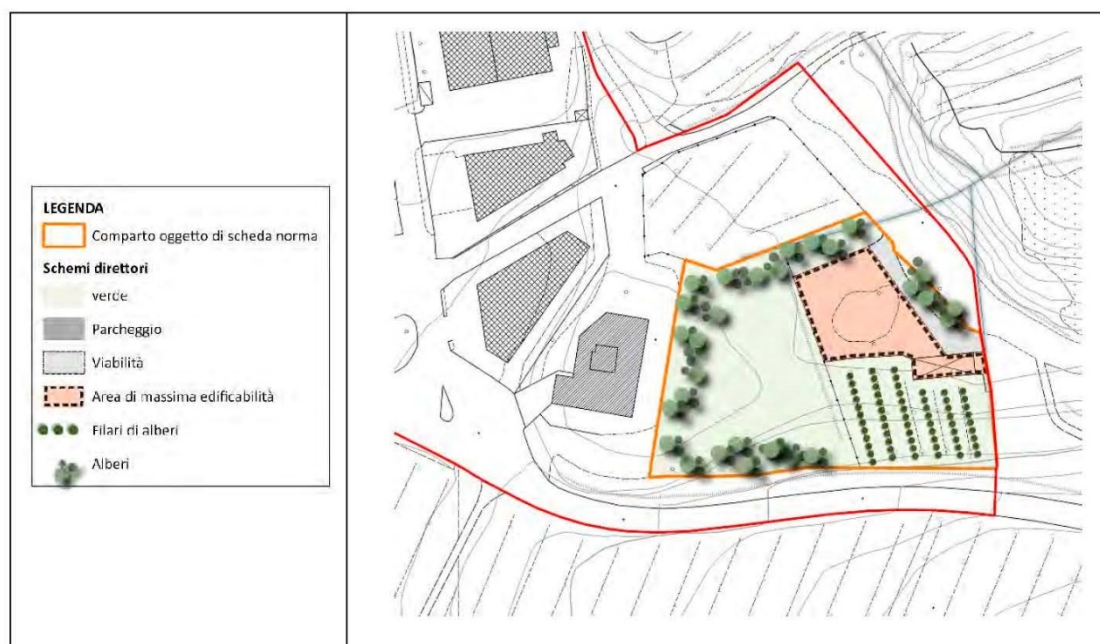 LEGENDA
Comparto oggetto di scheda norma
Schemi direttori
verde
Parcheggio
Viabilità
Area di massima edificabilità
Filari di alberi
Alberi